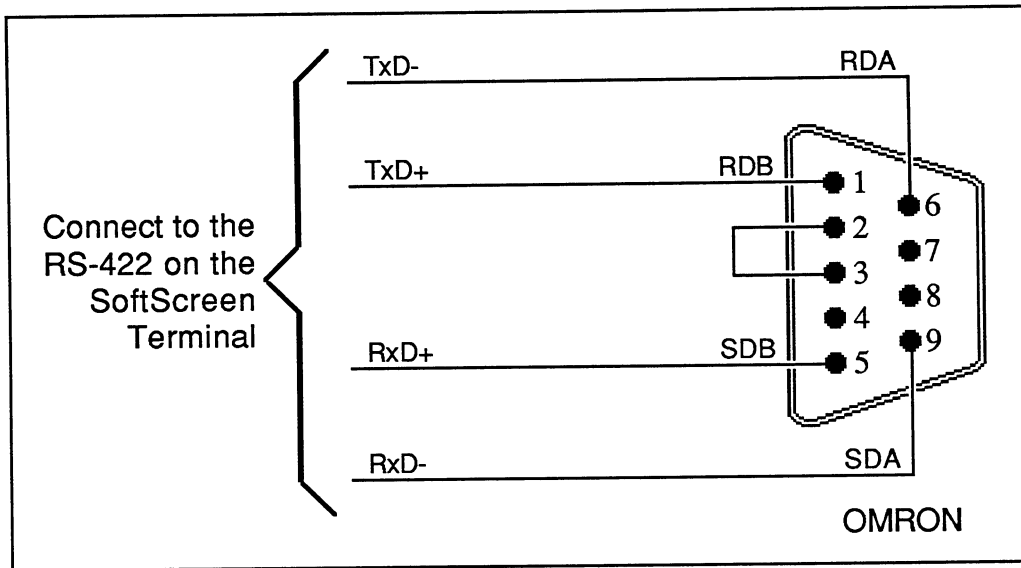 TxD-
RDA
TxD+
RDB
1
6
2
7
3
8
4
9
5
Connect to the
RS-422 on the
SoftScreen
Terminal
RxD+
SDB
RxD-
SDA
OMRON